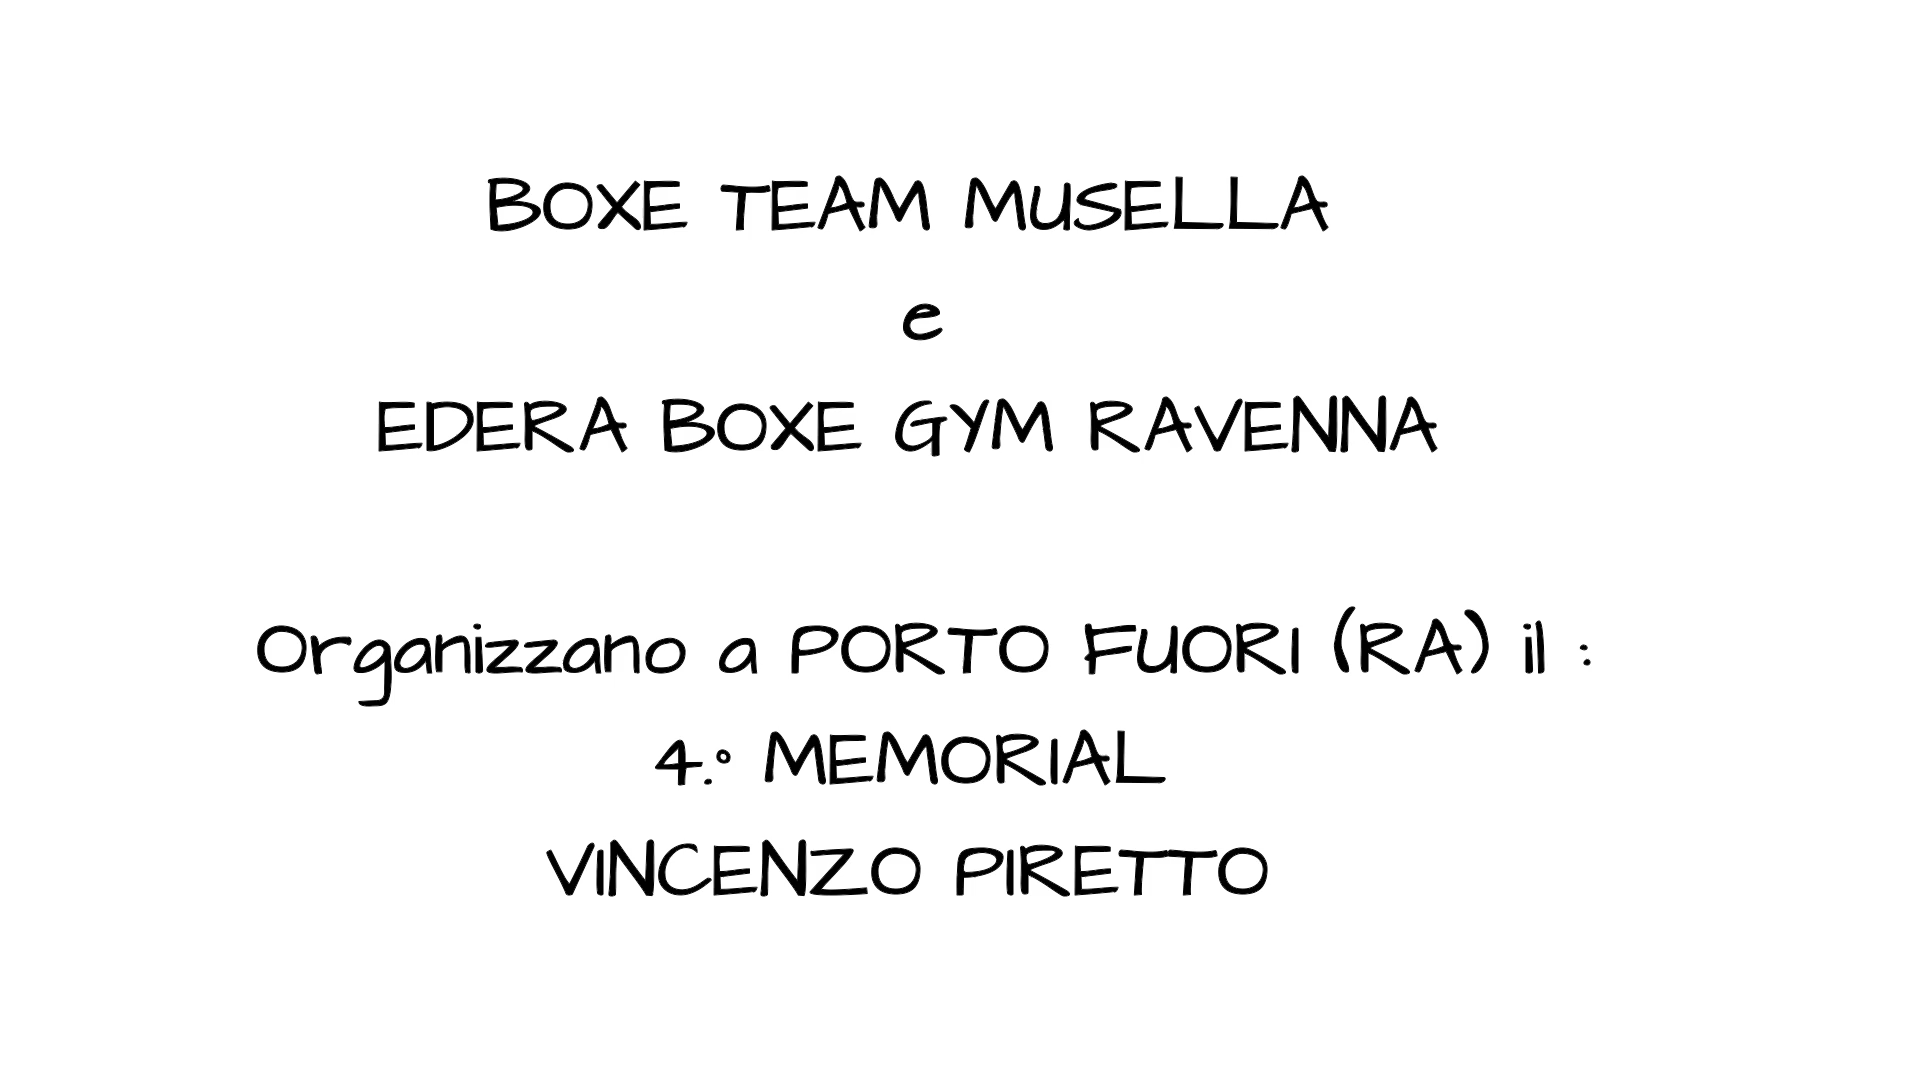 BOXE TEAM MUSELLA
e
EDERA BOXE GYM RAVENNA
Organizzano a PORTO FUORI (RA) il :
4.° MEMORIAL
VINCENZO PIRETTO